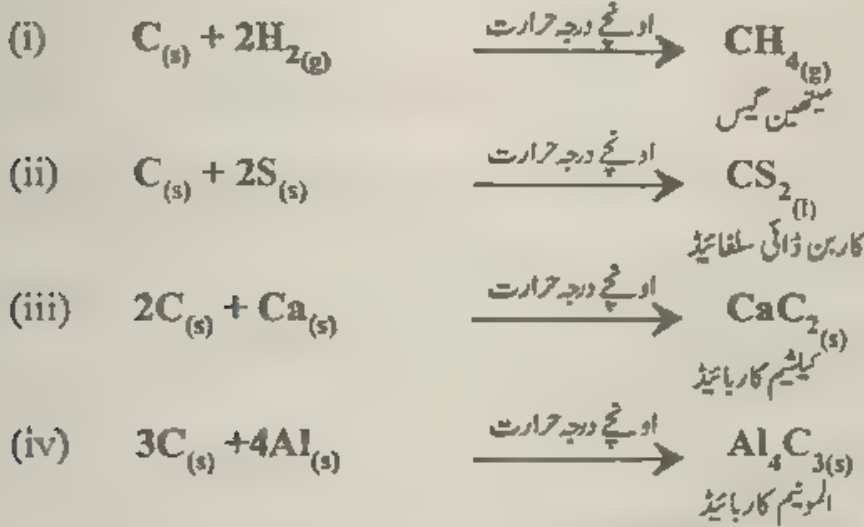 (i) C(s) + 2H2(g) اونچے درجہ حرارت → CH4(g)
میتھین گیس
(ii) C(s) + 2S(s) اونچے درجہ حرارت → CS2(l)
کاربن ڈائی سلفائیڈ
(iii) 2C(s) + Ca(s) اونچے درجہ حرارت → CaC2(s)
کیلشیم کاربائیڈ
(iv) 3C(s) +4Al(s) اونچے درجہ حرارت → Al4C3(s)
المونیم کاربائیڈ